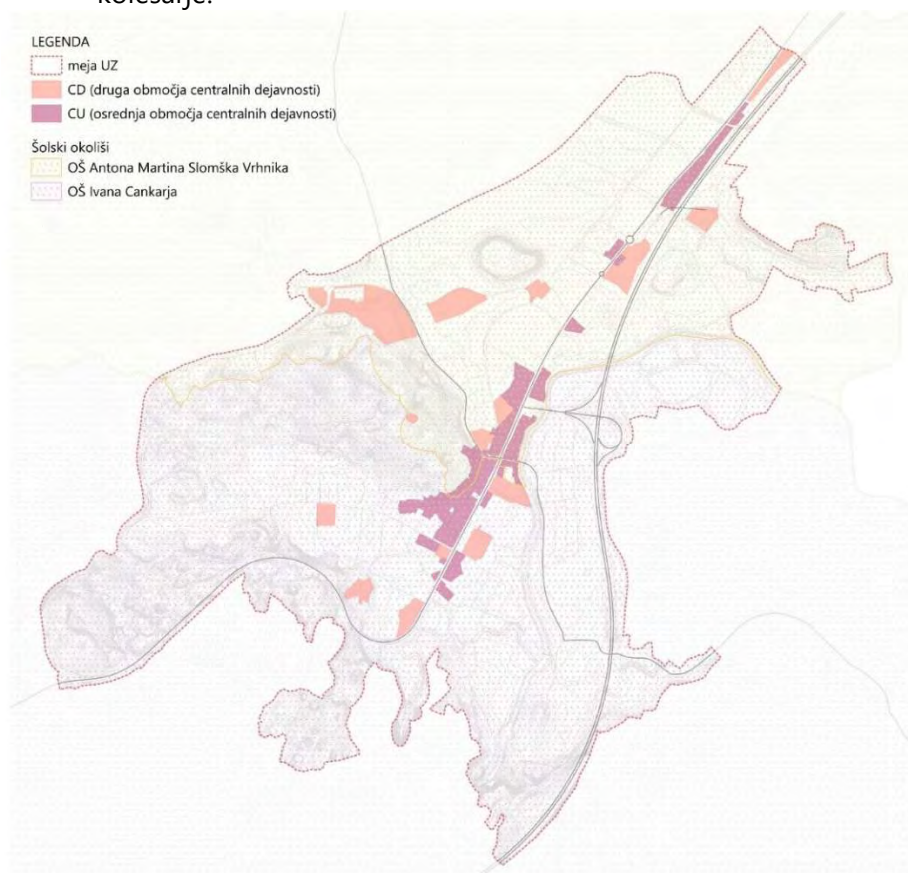 kolesarje.
LEGENDA
meja UZ
CD (druga območja centralnih dejavnosti)
CU (osrednja območja centralnih dejavnosti)
Šolski okoliši
OŠ Antona Martina Slomška Vrhnika
OŠ Ivana Cankarja